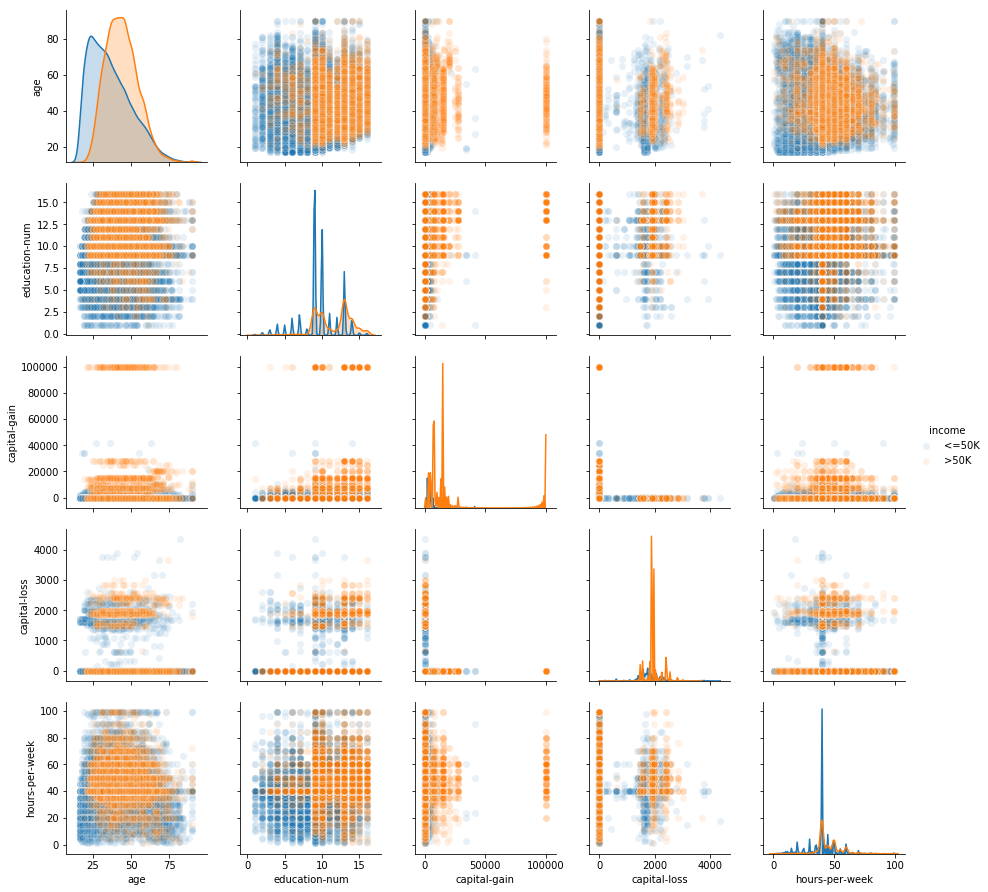 80
60
40
20
age
15.0
12.5
10.0
7.5
5.0
2.5
0.0
education-num
100000
80000
60000
40000
20000
0
capital-gain
income
<=50K
>50K
4000
3000
2000
1000
0
capital-loss
100
80
60
40
20
0
hours-per-week
25 50 75
age
0 5 10 15
education-num
0 50000 100000
capital-gain
0 2000 4000
capital-loss
0 50 100
hours-per-week